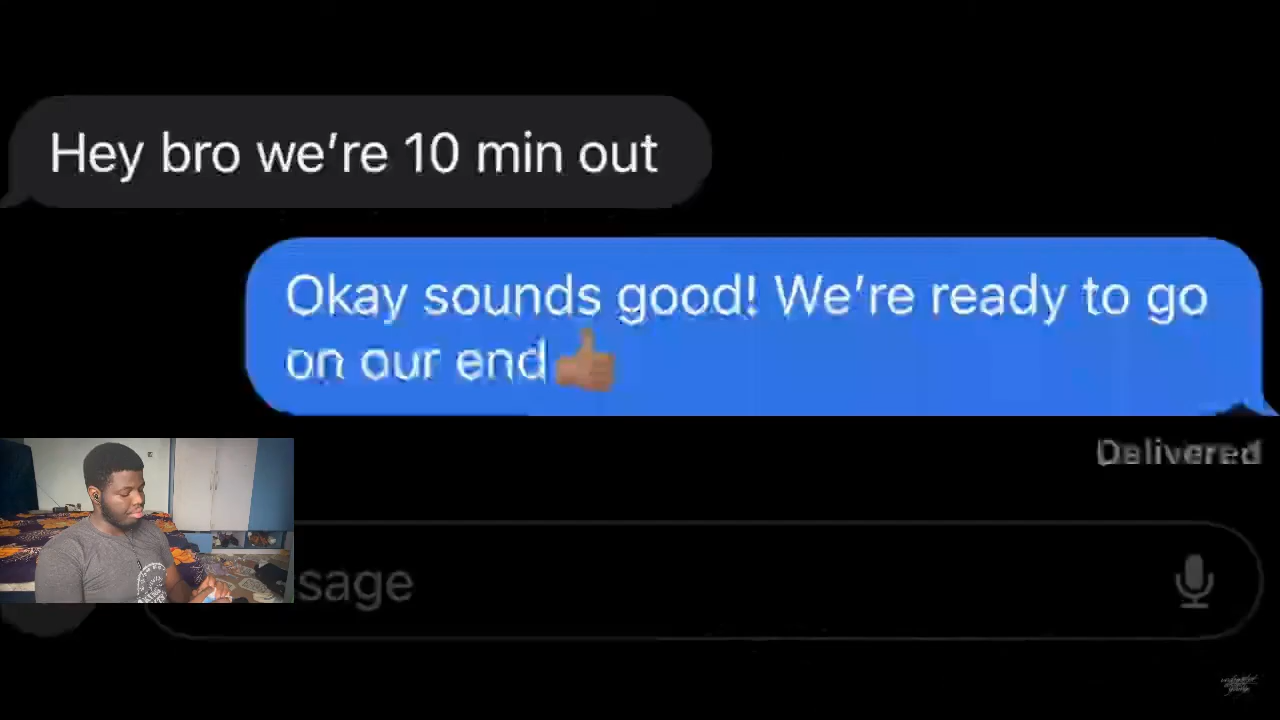 Hey bro we're 10 min out
Okay sounds good! We're ready to go
on our end👍🏾
Delivered
sage